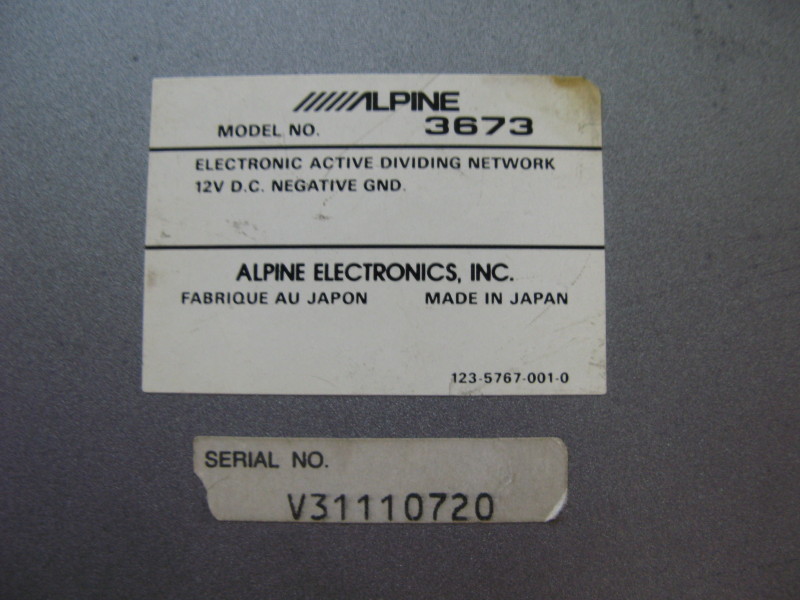 ALPINE
MODEL NO. 3673
ELECTRONIC ACTIVE DIVIDING NETWORK
12V D.C. NEGATIVE GND.
ALPINE ELECTRONICS, INC.
FABRIQUE AU JAPON MADE IN JAPAN
123-5767-001-0
SERIAL NO.
V31110720